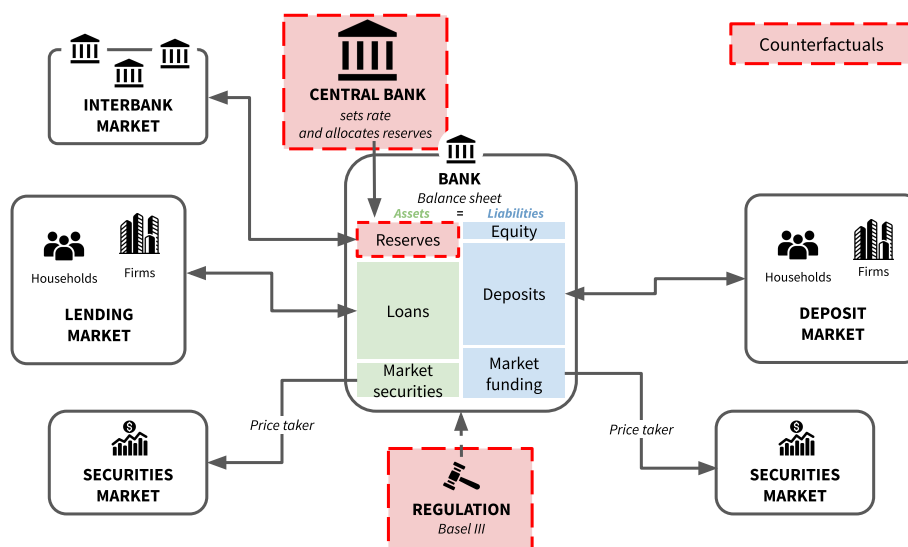 Counterfactuals
INTERBANK
MARKET
CENTRAL BANK
sets rate
and allocates reserves
BANK
Balance sheet
Assets = Liabilities
Reserves
Equity
Loans
Deposits
Market
securities
Market
funding
Households
Firms
LENDING
MARKET
Households
Firms
DEPOSIT
MARKET
Price taker
Price taker
$
SECURITIES
MARKET
$
SECURITIES
MARKET
REGULATION
Basel III